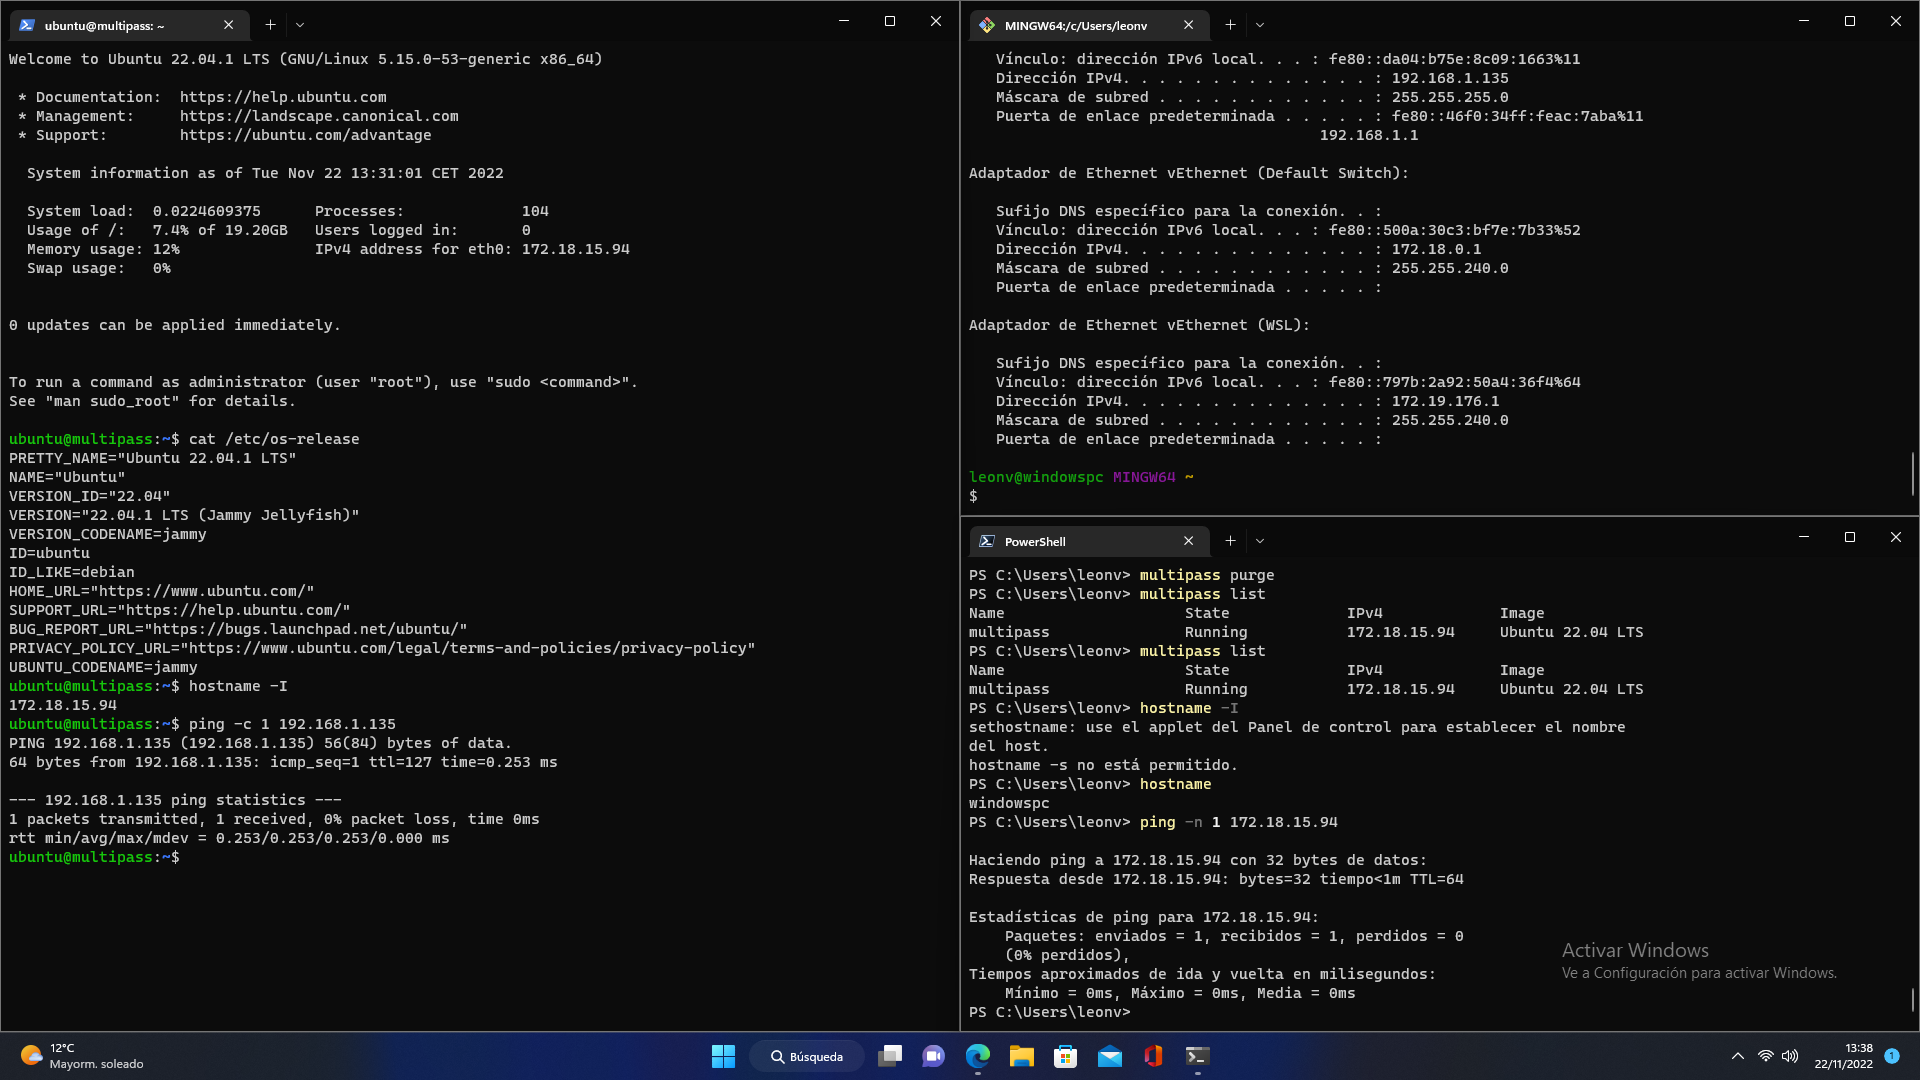 ubuntu@multipass: ~
Welcome to Ubuntu 22.04.1 LTS (GNU/Linux 5.15.0-53-generic x86_64)
* Documentation:  https://help.ubuntu.com
* Management:     https://landscape.canonical.com
* Support:        https://ubuntu.com/advantage
System information as of Tue Nov 22 13:31:01 CET 2022
System load:  0.0224609375      Processes:             104
Usage of /:   7.4% of 19.20GB   Users logged in:       0
Memory usage: 12%               IPv4 address for eth0: 172.18.15.94
Swap usage:   0%
0 updates can be applied immediately.
To run a command as administrator (user "root"), use "sudo <command>".
See "man sudo_root" for details.
ubuntu@multipass:~$ cat /etc/os-release
PRETTY_NAME="Ubuntu 22.04.1 LTS"
NAME="Ubuntu"
VERSION_ID="22.04"
VERSION="22.04.1 LTS (Jammy Jellyfish)"
VERSION_CODENAME=jammy
ID=ubuntu
ID_LIKE=debian
HOME_URL="https://www.ubuntu.com/"
SUPPORT_URL="https://help.ubuntu.com/"
BUG_REPORT_URL="https://bugs.launchpad.net/ubuntu/"
PRIVACY_POLICY_URL="https://www.ubuntu.com/legal/terms-and-policies/privacy-policy"
UBUNTU_CODENAME=jammy
ubuntu@multipass:~$ hostname -I
172.18.15.94
ubuntu@multipass:~$ ping -c 1 192.168.1.135
PING 192.168.1.135 (192.168.1.135) 56(84) bytes of data.
64 bytes from 192.168.1.135: icmp_seq=1 ttl=127 time=0.253 ms
--- 192.168.1.135 ping statistics ---
1 packets transmitted, 1 received, 0% packet loss, time 0ms
rtt min/avg/max/mdev = 0.253/0.253/0.253/0.000 ms
ubuntu@multipass:~$
MINGW64:/c/Users/leonv
Vínculo: dirección IPv6 local. . . : fe80::da04:b75e:8c09:1663%11
Dirección IPv4. . . . . . . . . . . . . . : 192.168.1.135
Máscara de subred . . . . . . . . . . . . : 255.255.255.0
Puerta de enlace predeterminada . . . . . : fe80::46f0:34ff:feac:7aba%11
192.168.1.1
Adaptador de Ethernet vEthernet (Default Switch):
Sufijo DNS específico para la conexión. . :
Vínculo: dirección IPv6 local. . . : fe80::500a:30c3:bf7e:7b33%52
Dirección IPv4. . . . . . . . . . . . . . : 172.18.0.1
Máscara de subred . . . . . . . . . . . . : 255.255.240.0
Puerta de enlace predeterminada . . . . . :
Adaptador de Ethernet vEthernet (WSL):
Sufijo DNS específico para la conexión. . :
Vínculo: dirección IPv6 local. . . : fe80::797b:2a92:50a4:36f4%64
Dirección IPv4. . . . . . . . . . . . . . : 172.19.176.1
Máscara de subred . . . . . . . . . . . . : 255.255.240.0
Puerta de enlace predeterminada . . . . . :
leonv@windowspc MINGW64 ~
$
PowerShell
PS C:\Users\leonv> multipass purge
PS C:\Users\leonv> multipass list
Name                    State             IPv4             Image
multipass               Running           172.18.15.94     Ubuntu 22.04 LTS
PS C:\Users\leonv> multipass list
Name                    State             IPv4             Image
multipass               Running           172.18.15.94     Ubuntu 22.04 LTS
PS C:\Users\leonv> hostname -I
sethostname: use el applet del Panel de control para establecer el nombre
del host.
hostname -s no está permitido.
PS C:\Users\leonv> hostname
windowspc
PS C:\Users\leonv> ping -n 1 172.18.15.94
Haciendo ping a 172.18.15.94 con 32 bytes de datos:
Respuesta desde 172.18.15.94: bytes=32 tiempo<1m TTL=64
Estadísticas de ping para 172.18.15.94:
Paquetes: enviados = 1, recibidos = 1, perdidos = 0
(0% perdidos),
Tiempos aproximados de ida y vuelta en milisegundos:
Mínimo = 0ms, Máximo = 0ms, Media = 0ms
PS C:\Users\leonv>
Activar Windows
Ve a Configuración para activar Windows.
12°C
Mayorm. soleado
Búsqueda
13:38
22/11/2022
1